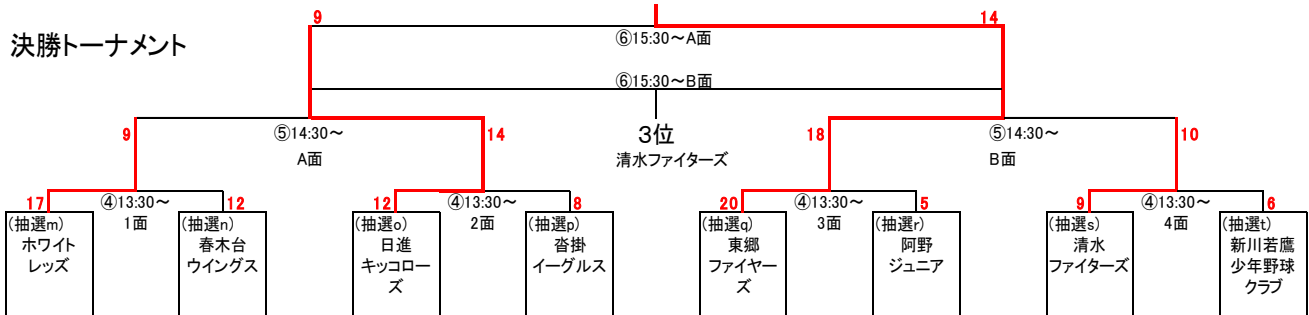 9
14
決勝トーナメント
⑥15:30～A面
⑥15:30～B面
9
⑤14:30～
A面
14
3位
清水ファイターズ
18
⑤14:30～
B面
10
17
④13:30～
1面
12
12
④13:30～
2面
8
20
④13:30～
3面
5
9
④13:30～
4面
6
(抽選m)
ホワイト
レッズ
(抽選n)
春木台
ウイングス
(抽選o)
日進
キッコロー
ズ
(抽選p)
沓掛
イーグルス
(抽選q)
東郷
ファイヤー
ズ
(抽選r)
阿野
ジュニア
(抽選s)
清水
ファイターズ
(抽選t)
新川若鷹
少年野球
クラブ